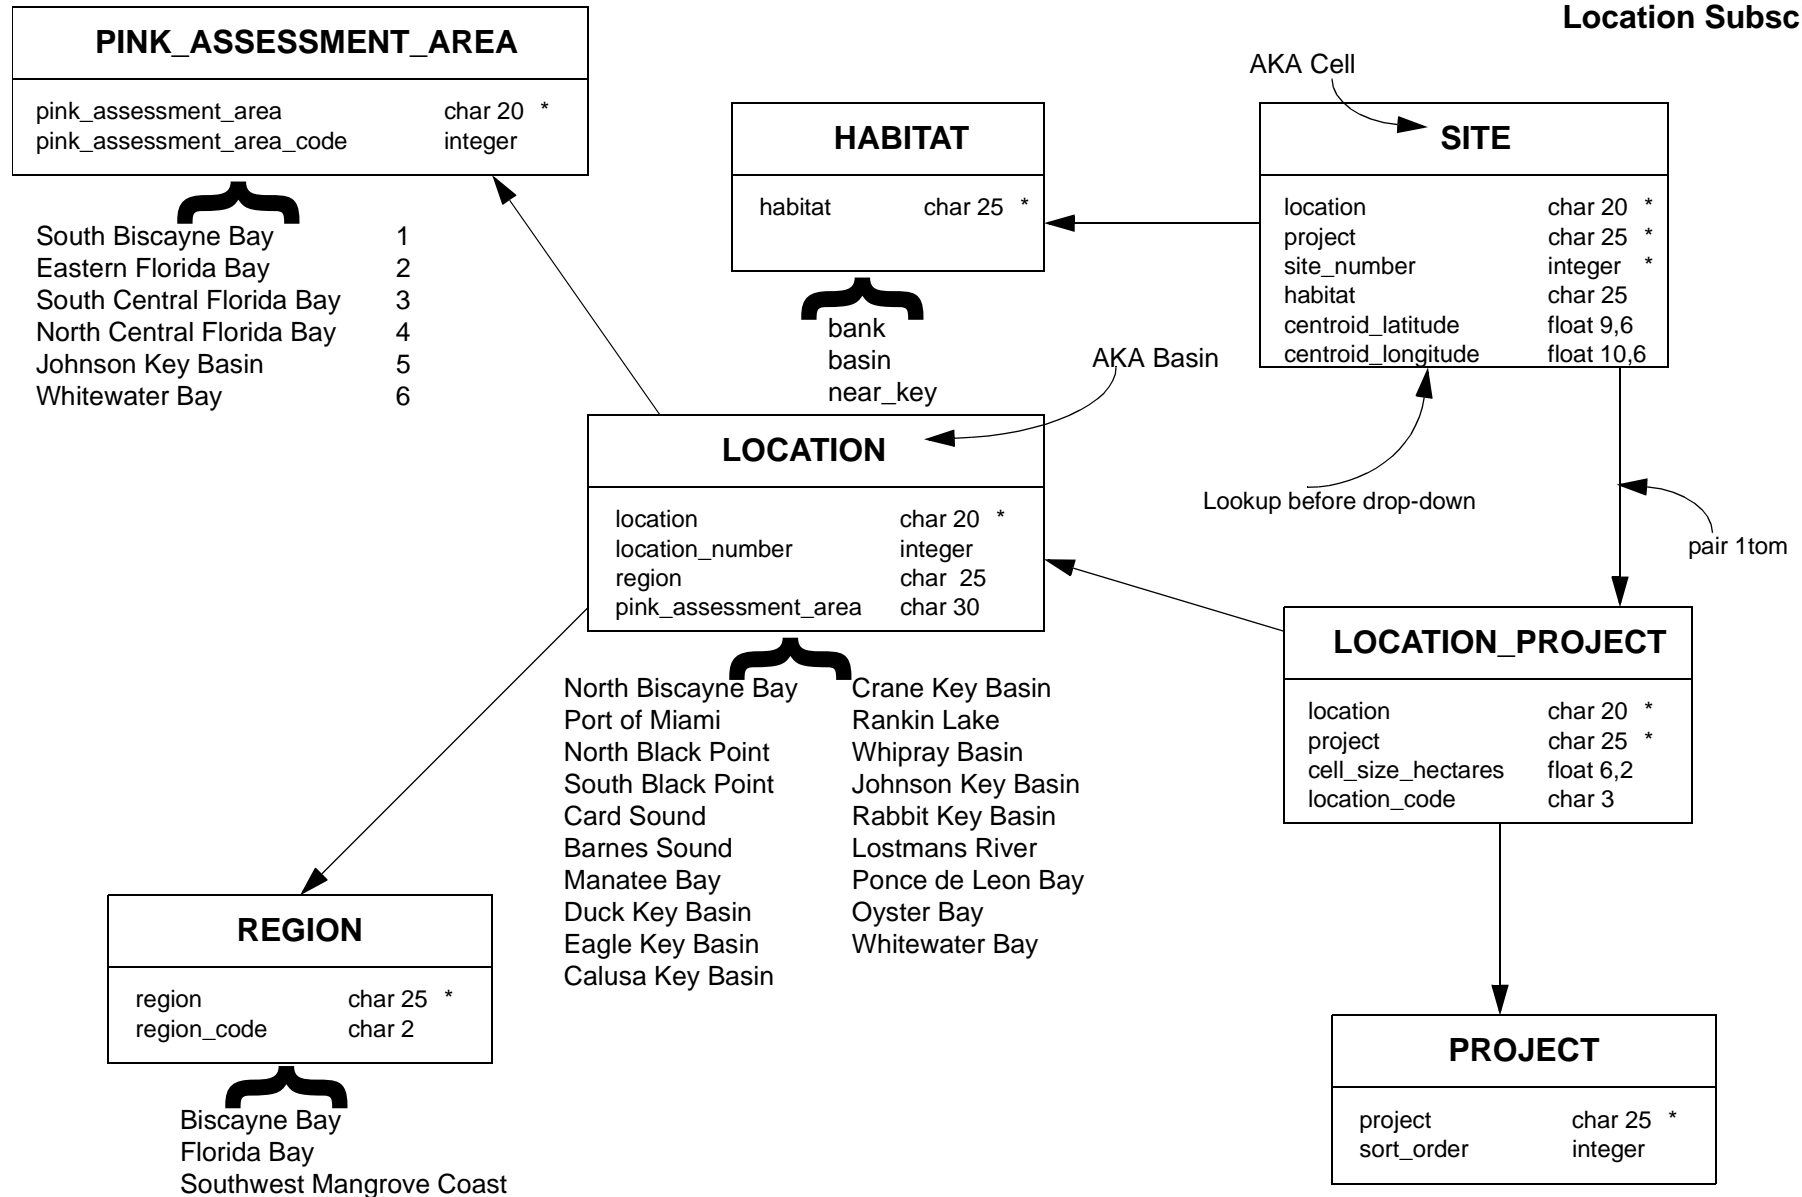 Location Subsc
PINK_ASSESSMENT_AREA
pink_assessment_area char 20 *
pink_assessment_area_code integer
South Biscayne Bay 1
Eastern Florida Bay 2
South Central Florida Bay 3
North Central Florida Bay 4
Johnson Key Basin 5
Whitewater Bay 6
HABITAT
habitat char 25 *
bank
basin
near_key
AKA Cell
SITE
location char 20 *
project char 25 *
site_number integer *
habitat char 25
centroid_latitude float 9,6
centroid_longitude float 10,6
AKA Basin
Lookup before drop-down
pair 1tom
LOCATION
location char 20 *
location_number integer
region char 25
pink_assessment_area char 30
North Biscayne Bay
Port of Miami
North Black Point
South Black Point
Card Sound
Barnes Sound
Manatee Bay
Duck Key Basin
Eagle Key Basin
Calusa Key Basin
Crane Key Basin
Rankin Lake
Whipray Basin
Johnson Key Basin
Rabbit Key Basin
Lostmans River
Ponce de Leon Bay
Oyster Bay
Whitewater Bay
LOCATION_PROJECT
location char 20 *
project char 25 *
cell_size_hectares float 6,2
location_code char 3
REGION
region char 25 *
region_code char 2
Biscayne Bay
Florida Bay
Southwest Mangrove Coast
PROJECT
project char 25 *
sort_order integer